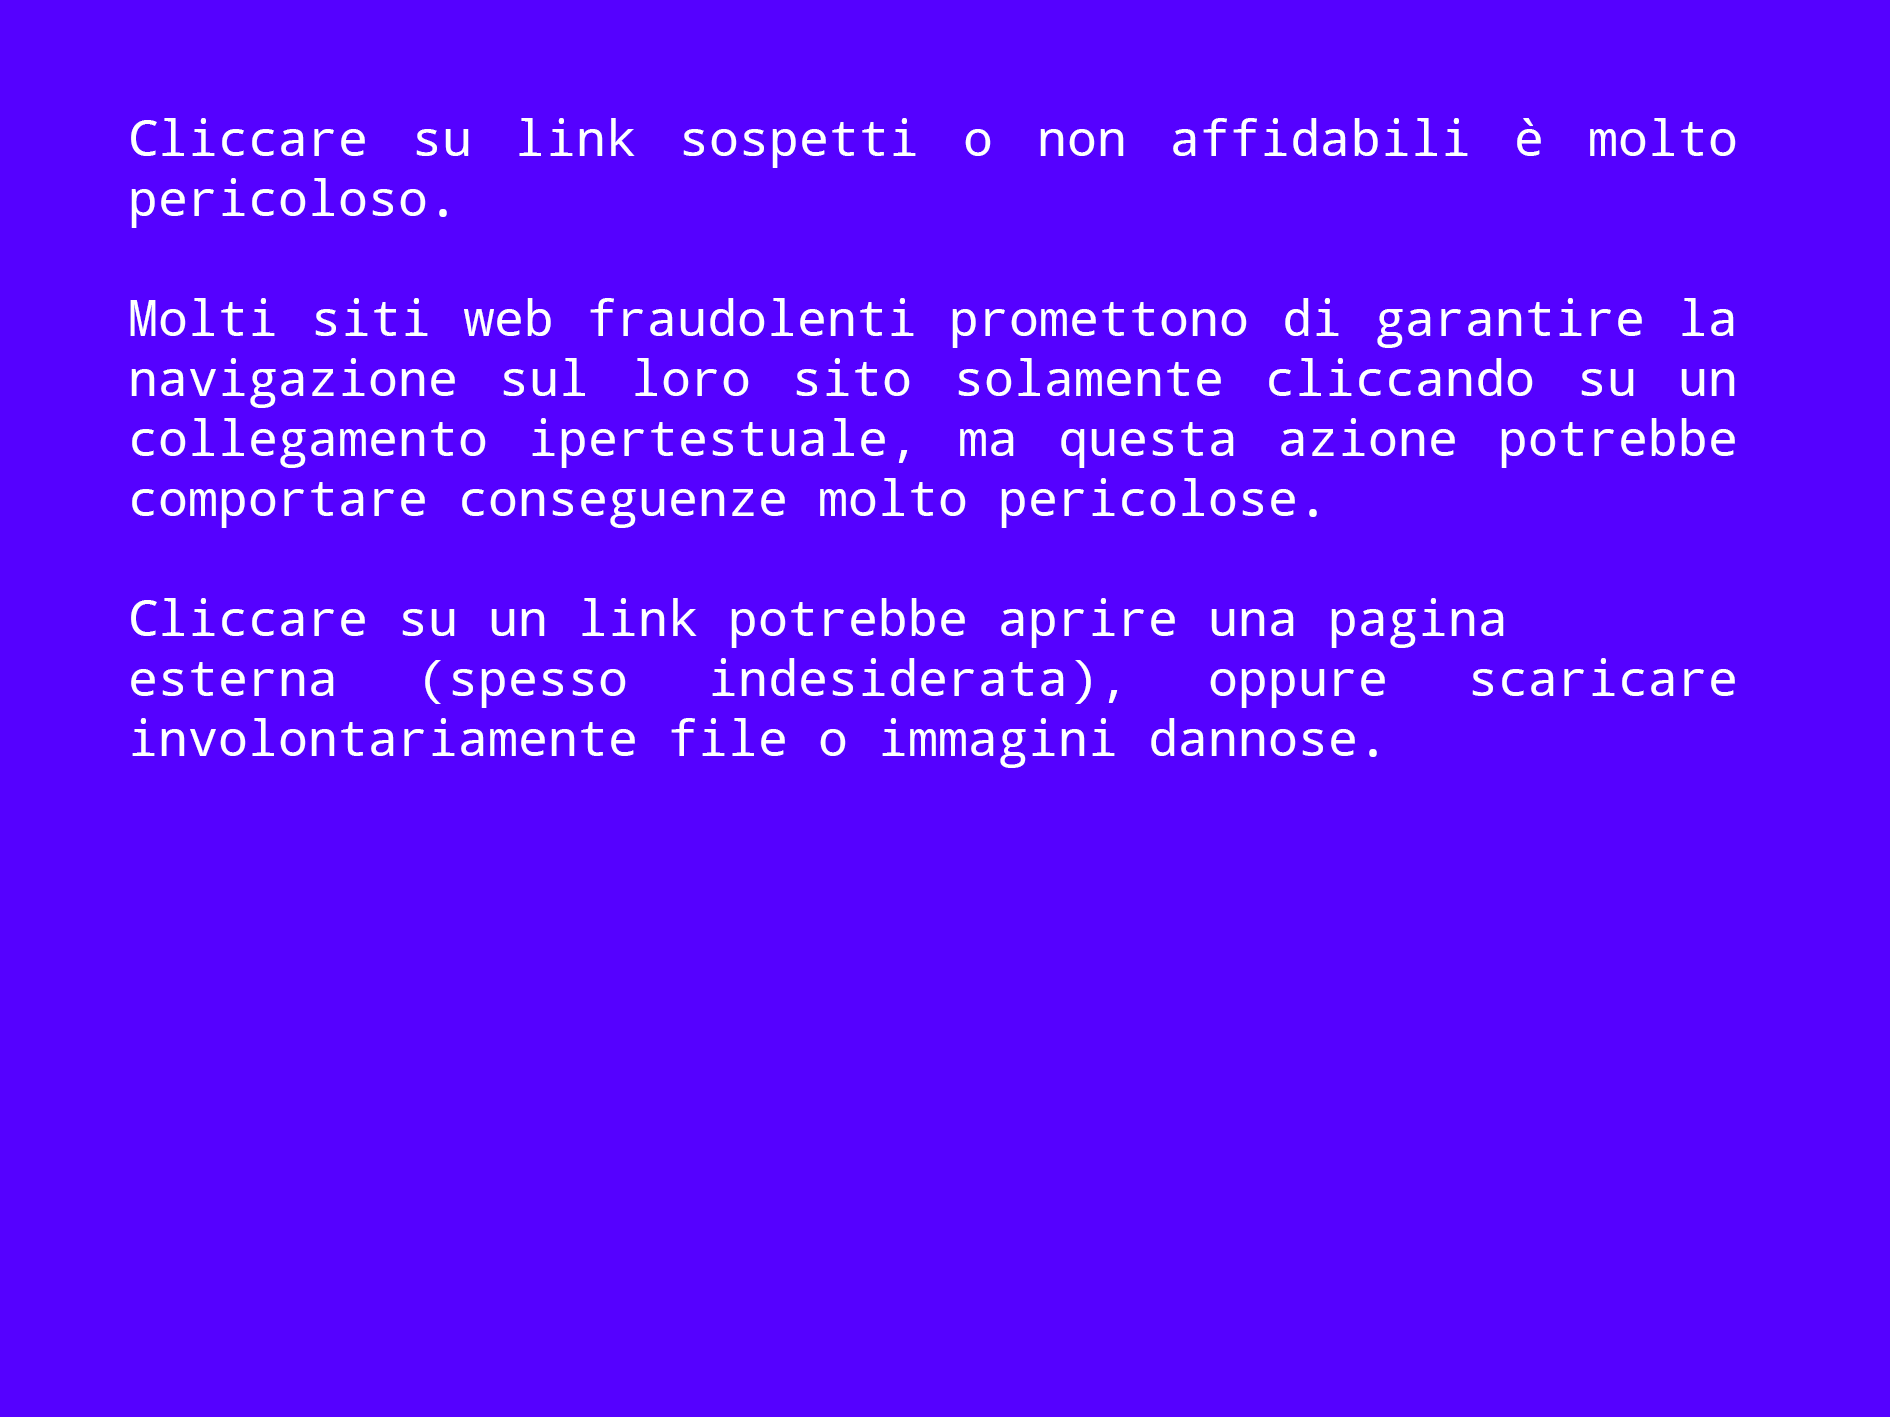 Cliccare su link sospetti o non affidabili è molto
pericoloso.
Molti siti web fraudolenti promettono di garantire la
navigazione sul loro sito solamente cliccando su un
collegamento ipertestuale, ma questa azione potrebbe
comportare conseguenze molto pericolose.
Cliccare su un link potrebbe aprire una pagina
esterna (spesso indesiderata), oppure scaricare
involontariamente file o immagini dannose.